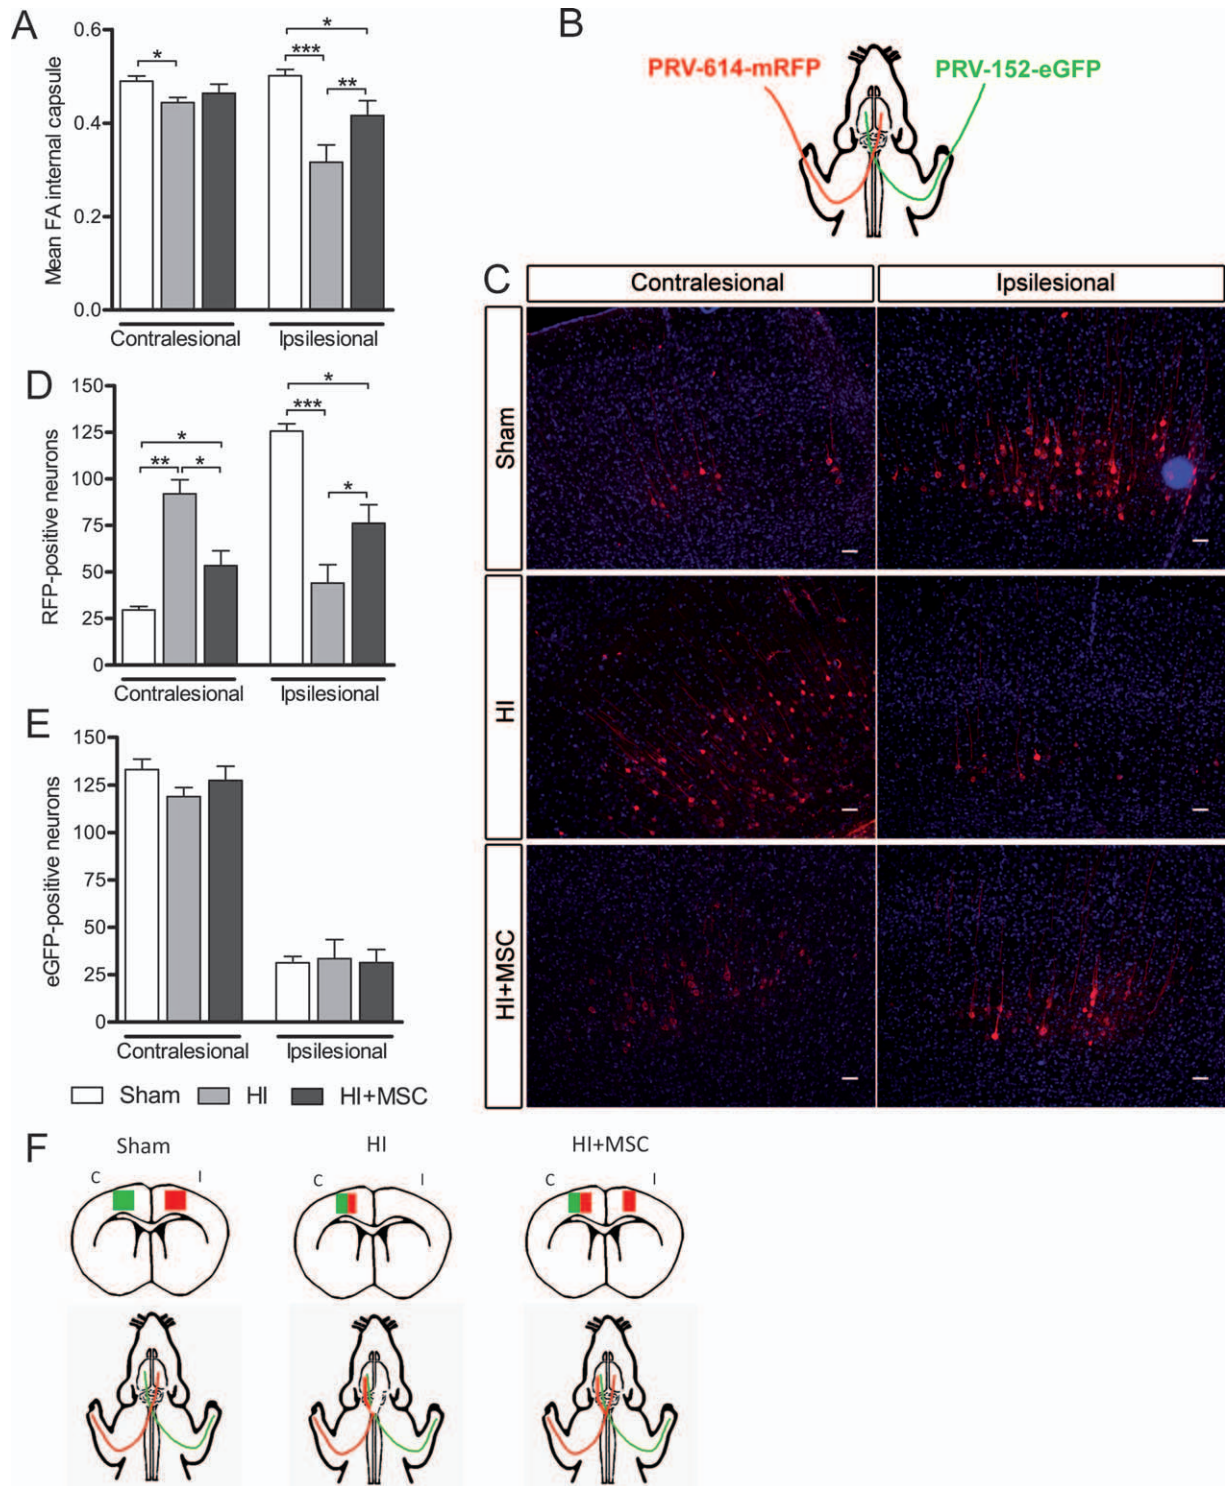 A
0.6
0.4
0.2
0.0
Mean FA internal capsule
* *** * **
Contralesional Ipsilesional
B
PRV-614-mRFP PRV-152-eGFP
C
Contralesional Ipsilesional
Sham
HI
HI+MSC
D
150
125
100
75
50
25
0
RFP-positive neurons
* ** * * *** *
Contralesional Ipsilesional
E
150
125
100
75
50
25
0
eGFP-positive neurons
Contralesional Ipsilesional
Sham HI HI+MSC
F
Sham HI HI+MSC
C I C I C I